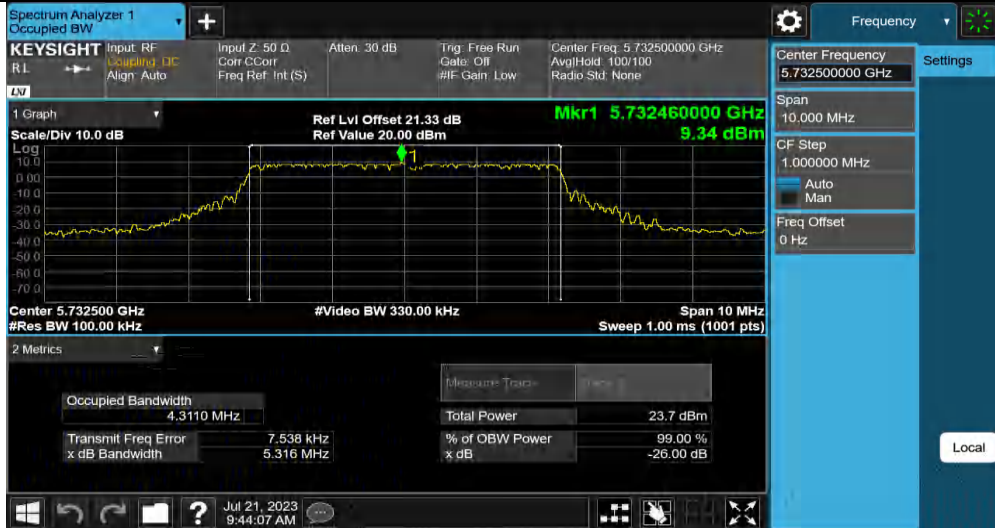 Spectrum Analyzer 1
Occupied BW
+
Frequency
KEYSIGHT
RL
LXI
Input: RF
Coupling: DC
Align: Auto
Input Z: 50 Ω
Corr CCorr
Freq Ref: Int (S)
Atten: 30 dB
Trig: Free Run
Gate: Off
#IF Gain: Low
Center Freq: 5.732500000 GHz
Avg|Hold: 100/100
Radio Std: None
Center Frequency
5.732500000 GHz
Settings
Span
10.000 MHz
CF Step
1.000000 MHz
Auto
Man
Freq Offset
0 Hz
1 Graph
Scale/Div 10.0 dB
Ref Lvl Offset 21.33 dB
Ref Value 20.00 dBm
Mkr1 5.732460000 GHz
9.34 dBm
Log
1
10.0
0.00
-10.0
-20.0
-30.0
-40.0
-50.0
-60.0
-70.0
Center 5.732500 GHz
#Res BW 100.00 kHz
#Video BW 330.00 kHz
Span 10 MHz
Sweep 1.00 ms (1001 pts)
2 Metrics
Measure Trace
Occupied Bandwidth
4.3110 MHz
Total Power 23.7 dBm
Transmit Freq Error 7.538 kHz
% of OBW Power 99.00 %
x dB Bandwidth 5.316 MHz
x dB -26.00 dB
Local
?
Jul 21, 2023
9:44:07 AM